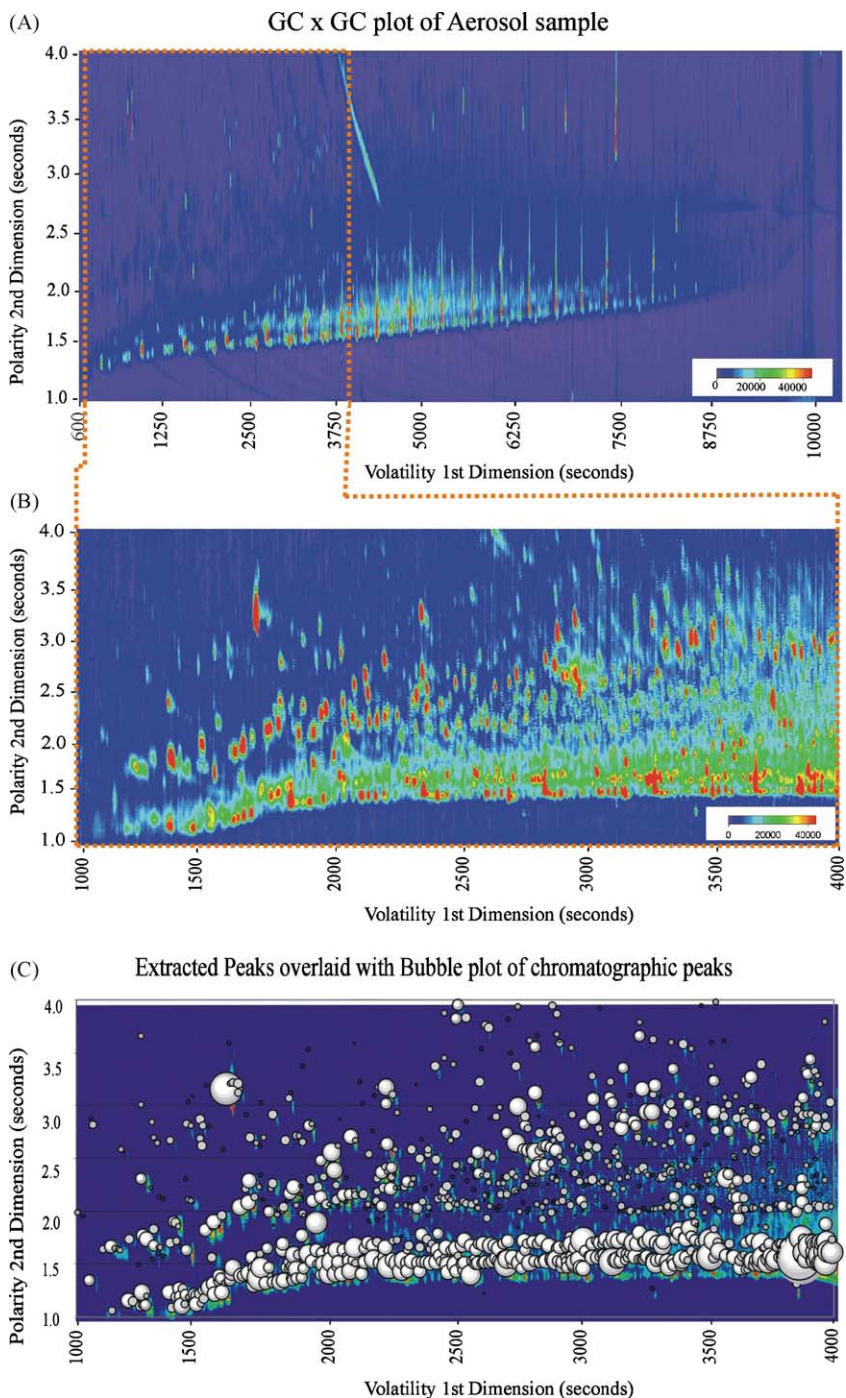 (A)
GC x GC plot of Aerosol sample
Polarity 2nd Dimension (seconds)
4.0
3.5
3.0
2.5
2.0
1.5
1.0
0 20000 40000
600 1250 2500 3750 5000 6250 7500 8750 10000
Volatility 1st Dimension (seconds)
(B)
Polarity 2nd Dimension (seconds)
4.0
3.5
3.0
2.5
2.0
1.5
1.0
0 20000 40000
1000 1500 2000 2500 3000 3500 4000
Volatility 1st Dimension (seconds)
(C)
Extracted Peaks overlaid with Bubble plot of chromatographic peaks
Polarity 2nd Dimension (seconds)
4.0
3.5
3.0
2.5
2.0
1.5
1.0
1000 1500 2000 2500 3000 3500 4000
Volatility 1st Dimension (seconds)